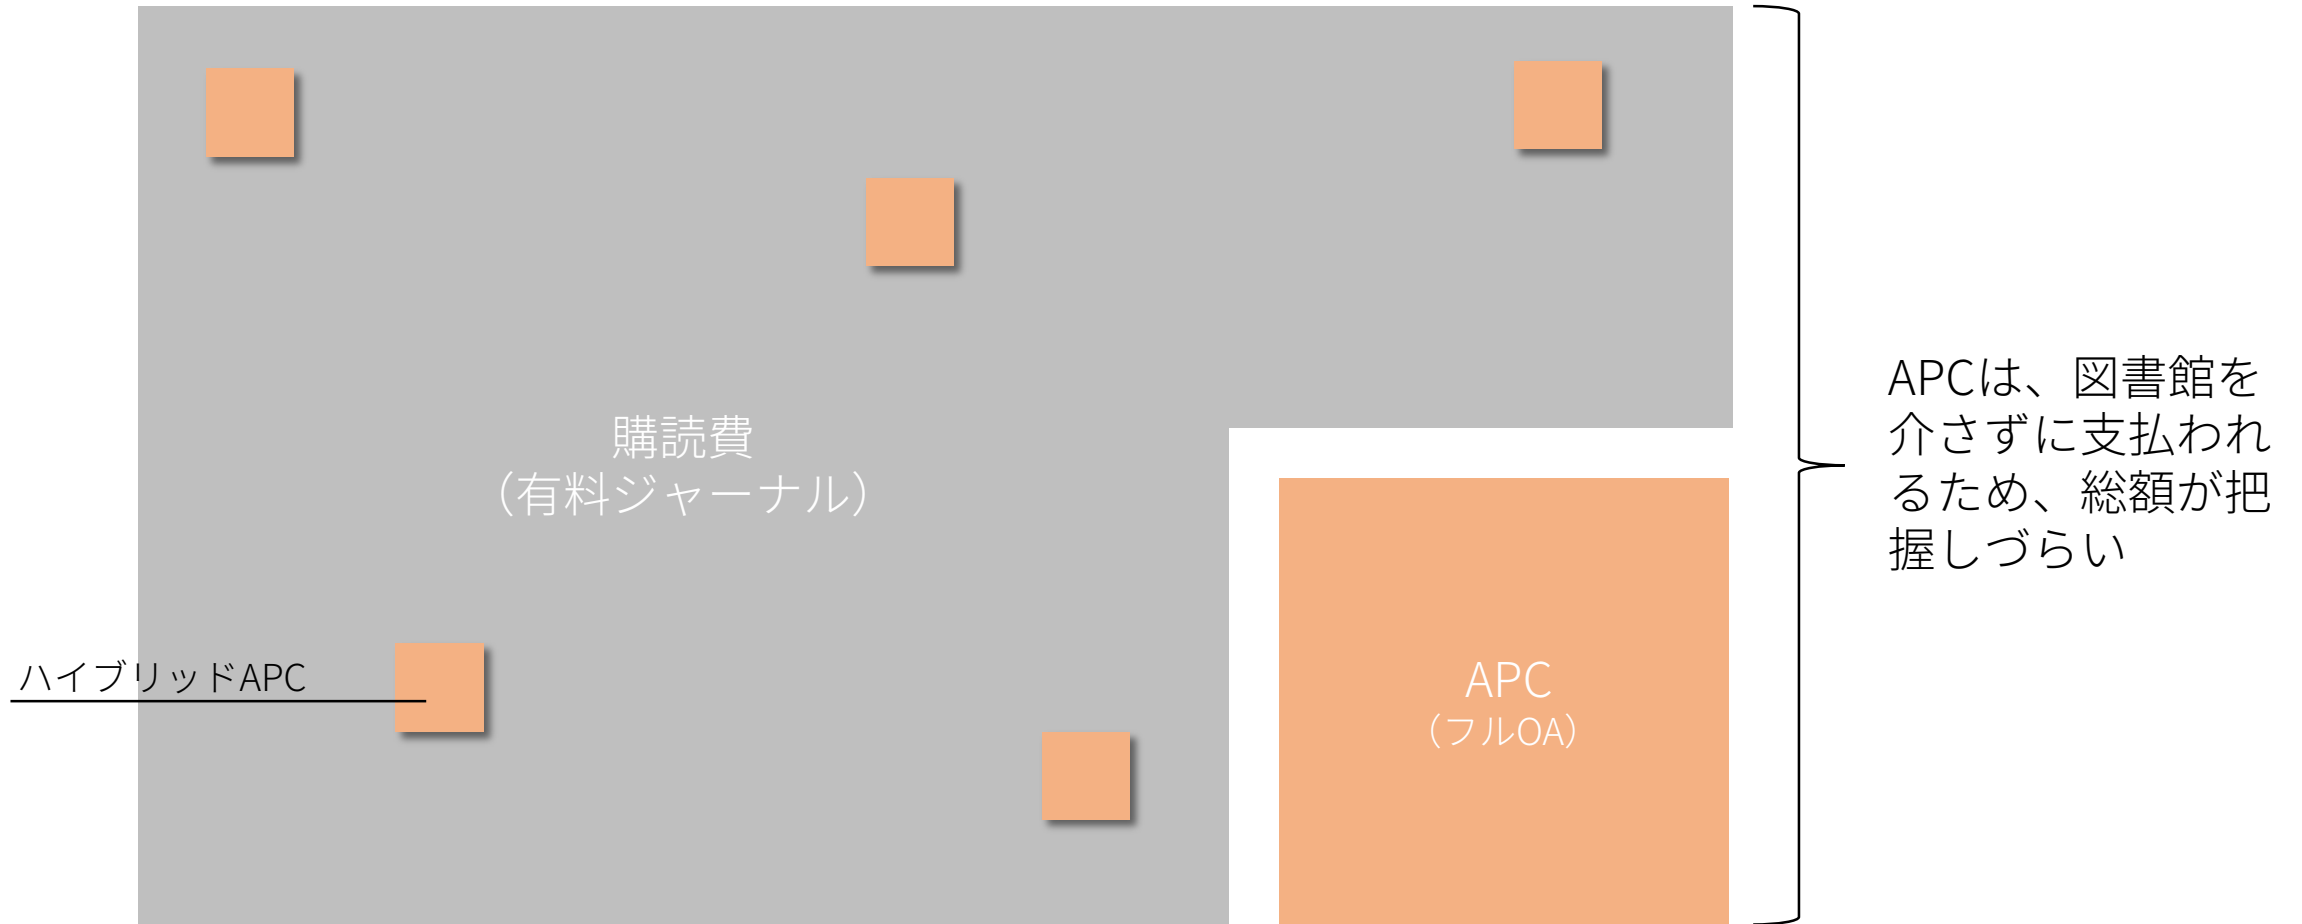 購読費
（有料ジャーナル）
ハイブリッドAPC
APC
（フルOA）
APCは、図書館を
介さずに支払われ
るため、総額が把
握しづらい